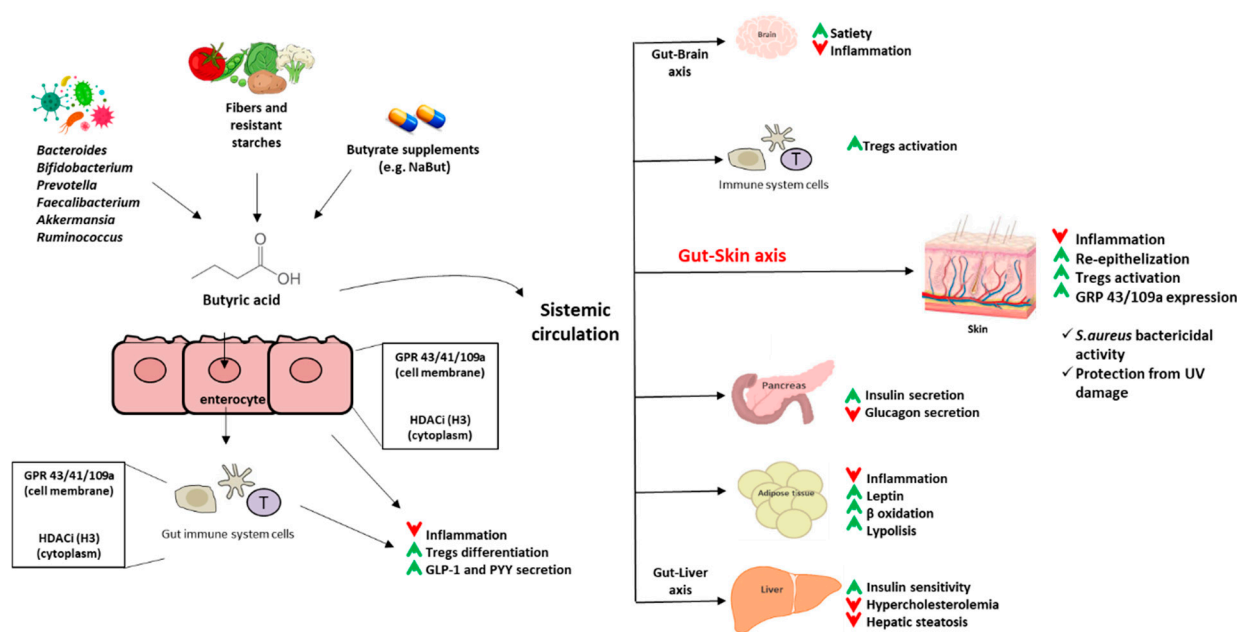 Bacteroides
Bifidobacterium
Prevotella
Faecalibacterium
Akkermansia
Ruminococcus
Fibers and
resistant
starches
Butyrate supplements
(e.g. NaBut)
O
OH
Butyric acid
enterocyte
GPR 43/41/109a
(cell membrane)
HDACi (H3)
(cytoplasm)
GPR 43/41/109a
(cell membrane)
HDACi (H3)
(cytoplasm)
T
Gut immune system cells
Inflammation
Tregs differentiation
GLP-1 and PYY secretion
Sistemic
circulation
Gut-Brain
axis
Brain
Satiety
Inflammation
T
Immune system cells
Tregs activation
Gut-Skin axis
Skin
Inflammation
Re-epithelization
Tregs activation
GRP 43/109a expression
✓ S.aureus bactericidal
activity
✓ Protection from UV
damage
Pancreas
Insulin secretion
Glucagon secretion
Adipose tissue
Inflammation
Leptin
β oxidation
Lypolisis
Gut-Liver
axis
Liver
Insulin sensitivity
Hypercholesterolemia
Hepatic steatosis